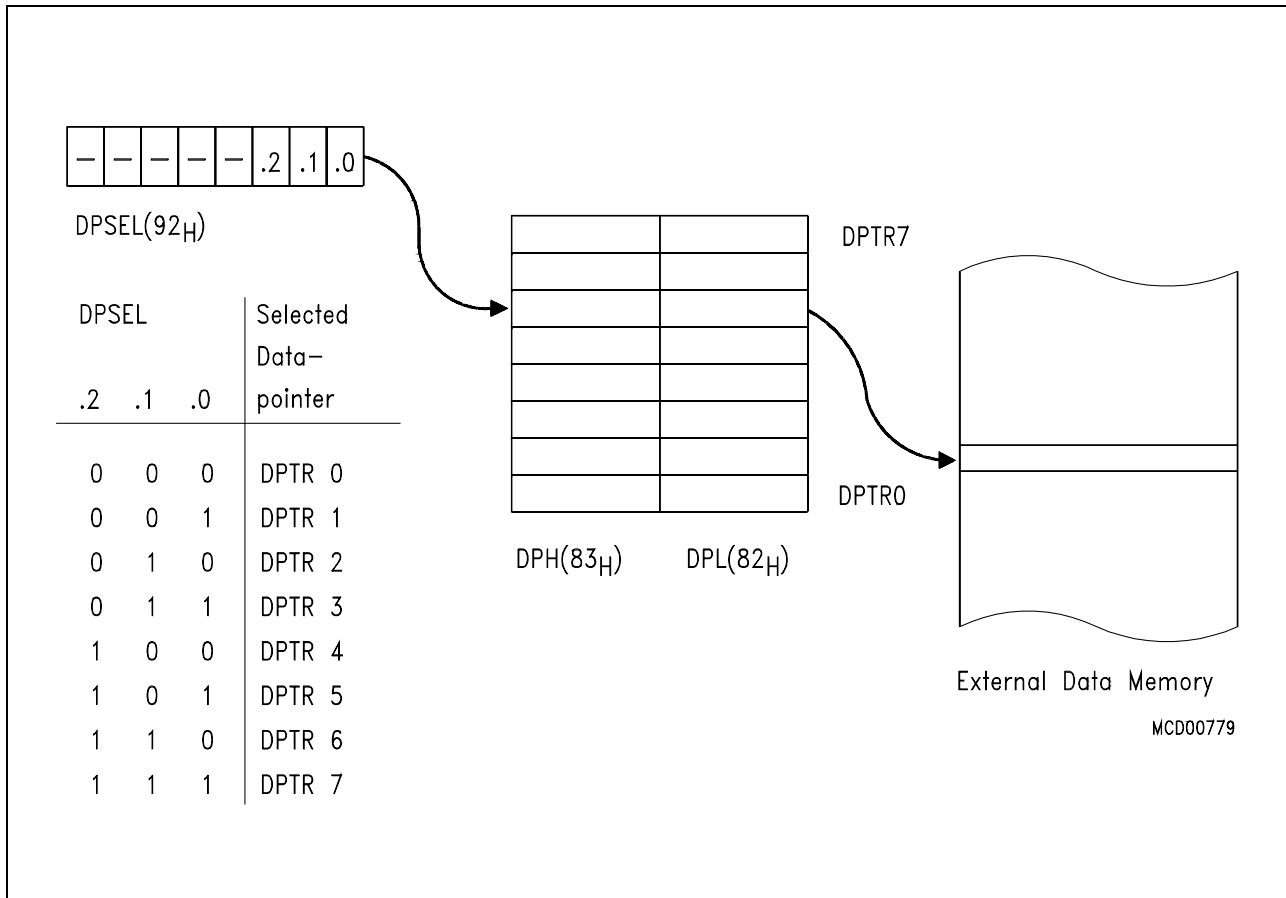 – – – – – .2 .1 .0
DPSEL(92H)
DPTR7
DPSEL Selected
Data–
.2 .1 .0 pointer
0 0 0 DPTR 0
0 0 1 DPTR 1
0 1 0 DPTR 2
0 1 1 DPTR 3
1 0 0 DPTR 4
1 0 1 DPTR 5
1 1 0 DPTR 6
1 1 1 DPTR 7
DPTR0
DPH(83H) DPL(82H)
External Data Memory
MCD00779